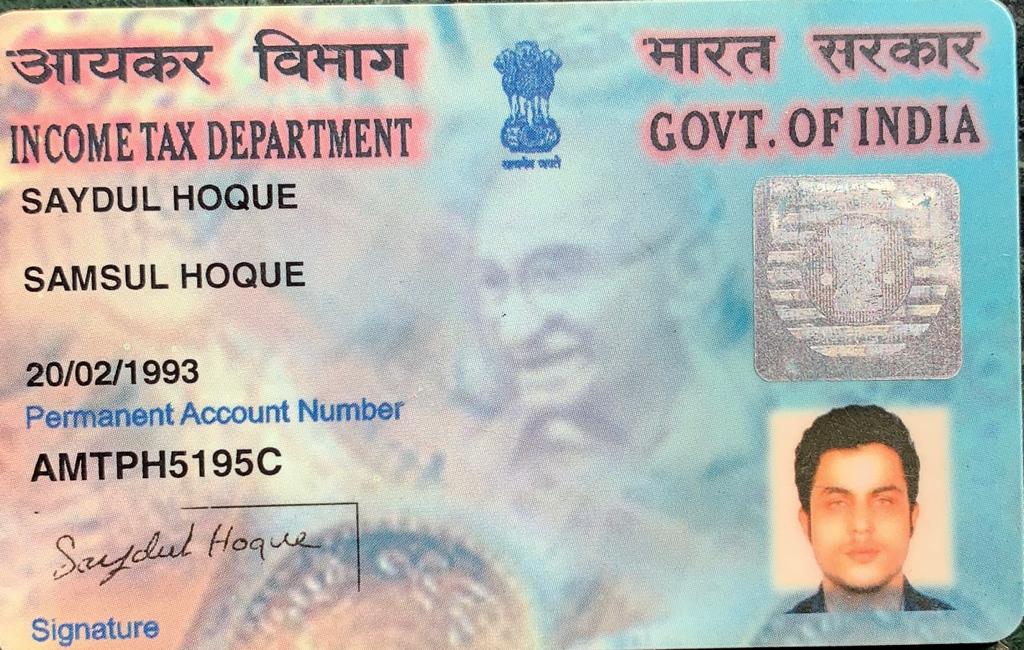 आयकर विभाग
INCOME TAX DEPARTMENT
भारत सरकार
GOVT. OF INDIA
सत्यमेव जयते
SAYDUL HOQUE
SAMSUL HOQUE
20/02/1993
Permanent Account Number
AMTPH5195C
Saydul Hoque
Signature